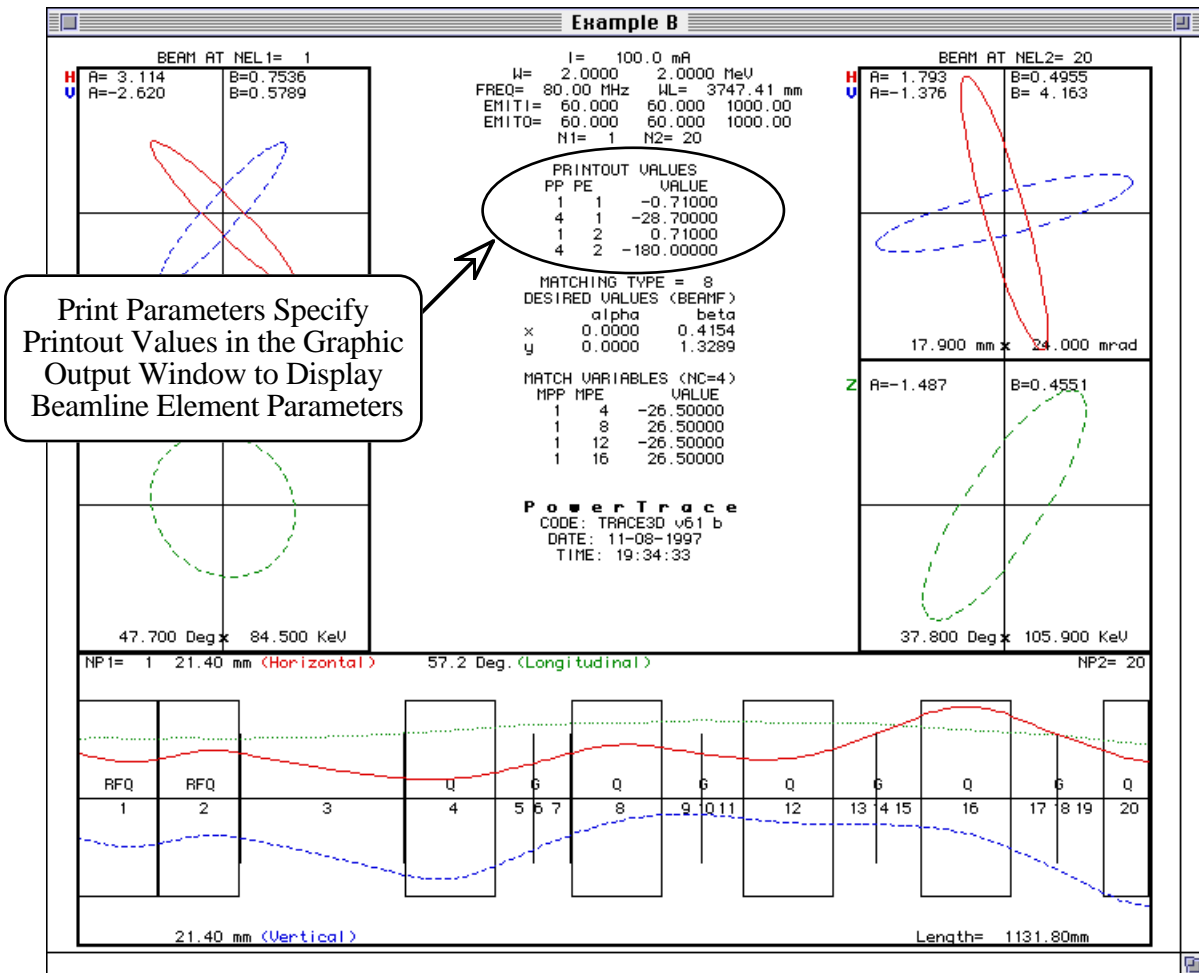 Example B
BEAM AT NEL1= 1
H A= 3.114 B=0.7536
V A=-2.620 B=0.5789
I= 100.0 mA
W= 2.0000 2.0000 MeV
FREQ= 80.00 MHz WL= 3747.41 mm
EMITI= 60.000 60.000 1000.00
EMITO= 60.000 60.000 1000.00
N1= 1 N2= 20
PRINTOUT VALUES
PP PE VALUE
1 1 -0.71000
4 1 -28.70000
1 2 0.71000
4 2 -180.00000
MATCHING TYPE = 8
DESIRED VALUES (BEAMF)
alpha beta
x 0.0000 0.4154
y 0.0000 1.3289
MATCH VARIABLES (NC=4)
MPP MPE VALUE
1 4 -26.50000
1 8 26.50000
1 12 -26.50000
1 16 26.50000
PowerTrace
CODE: TRACE3D v61 b
DATE: 11-08-1997
TIME: 19:34:33
BEAM AT NEL2= 20
H A= 1.793 B=0.4955
V A=-1.376 B= 4.163
17.900 mm x 24.000 mrad
Z A=-1.487 B=0.4551
37.800 Deg x 105.900 KeV
Print Parameters Specify
Printout Values in the Graphic
Output Window to Display
Beamline Element Parameters
47.700 Deg x 84.500 KeV
NP1= 1 21.40 mm (Horizontal) 57.2 Deg. (Longitudinal) NP2= 20
RFQ RFQ Q G Q G Q G Q G Q
1 2 3 4 5 6 7 8 9 10 11 12 13 14 15 16 17 18 19 20
21.40 mm (Vertical) Length= 1131.80mm